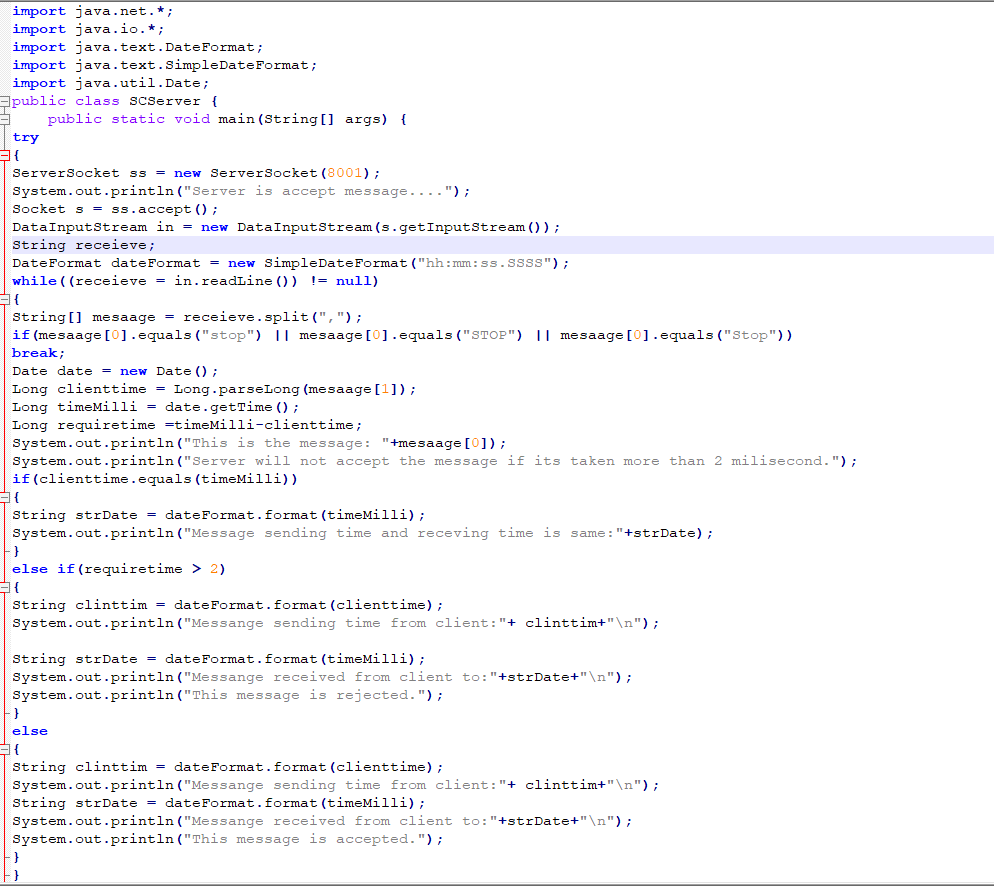 import java.net.*;
import java.io.*;
import java.text.DateFormat;
import java.text.SimpleDateFormat;
import java.util.Date;
public class SCServer {
    public static void main(String[] args) {
try
{
ServerSocket ss = new ServerSocket(8001);
System.out.println("Server is accept message....");
Socket s = ss.accept();
DataInputStream in = new DataInputStream(s.getInputStream());
String receieve;
DateFormat dateFormat = new SimpleDateFormat("hh:mm:ss.SSSS");
while((receieve = in.readLine()) != null)
{
String[] mesaage = receieve.split(",");
if(mesaage[0].equals("stop") || mesaage[0].equals("STOP") || mesaage[0].equals("Stop"))
break;
Date date = new Date();
Long clienttime = Long.parseLong(mesaage[1]);
Long timeMilli = date.getTime();
Long requiretime =timeMilli-clienttime;
System.out.println("This is the message: "+mesaage[0]);
System.out.println("Server will not accept the message if its taken more than 2 milisecond.");
if(clienttime.equals(timeMilli))
{
String strDate = dateFormat.format(timeMilli);
System.out.println("Message sending time and receving time is same:"+strDate);
}
else if(requiretime > 2)
{
String clinttim = dateFormat.format(clienttime);
System.out.println("Messange sending time from client:"+ clinttim+"\n");

String strDate = dateFormat.format(timeMilli);
System.out.println("Messange received from client to:"+strDate+"\n");
System.out.println("This message is rejected.");
}
else
{
String clinttim = dateFormat.format(clienttime);
System.out.println("Messange sending time from client:"+ clinttim+"\n");
String strDate = dateFormat.format(timeMilli);
System.out.println("Messange received from client to:"+strDate+"\n");
System.out.println("This message is accepted.");
}
}